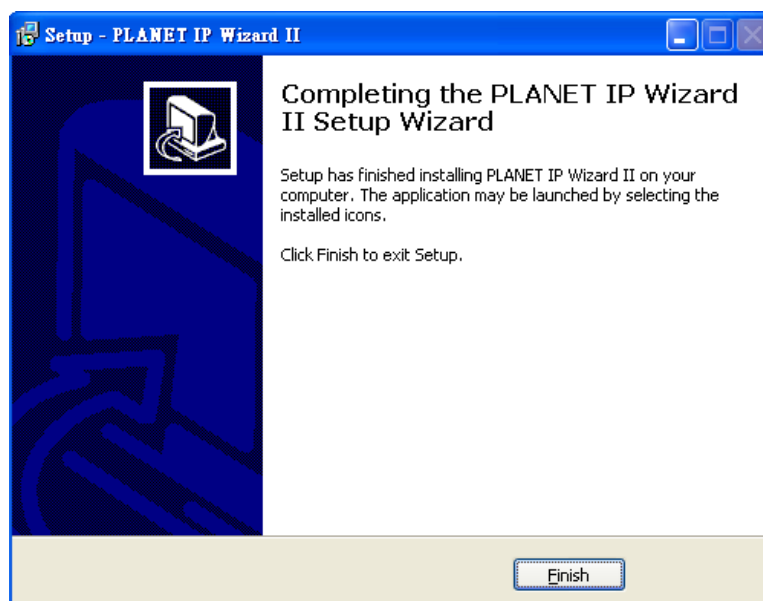 Setup - PLANET IP Wizard II
Completing the PLANET IP Wizard
II Setup Wizard
Setup has finished installing PLANET IP Wizard II on your
computer. The application may be launched by selecting the
installed icons.
Click Finish to exit Setup.
Finish